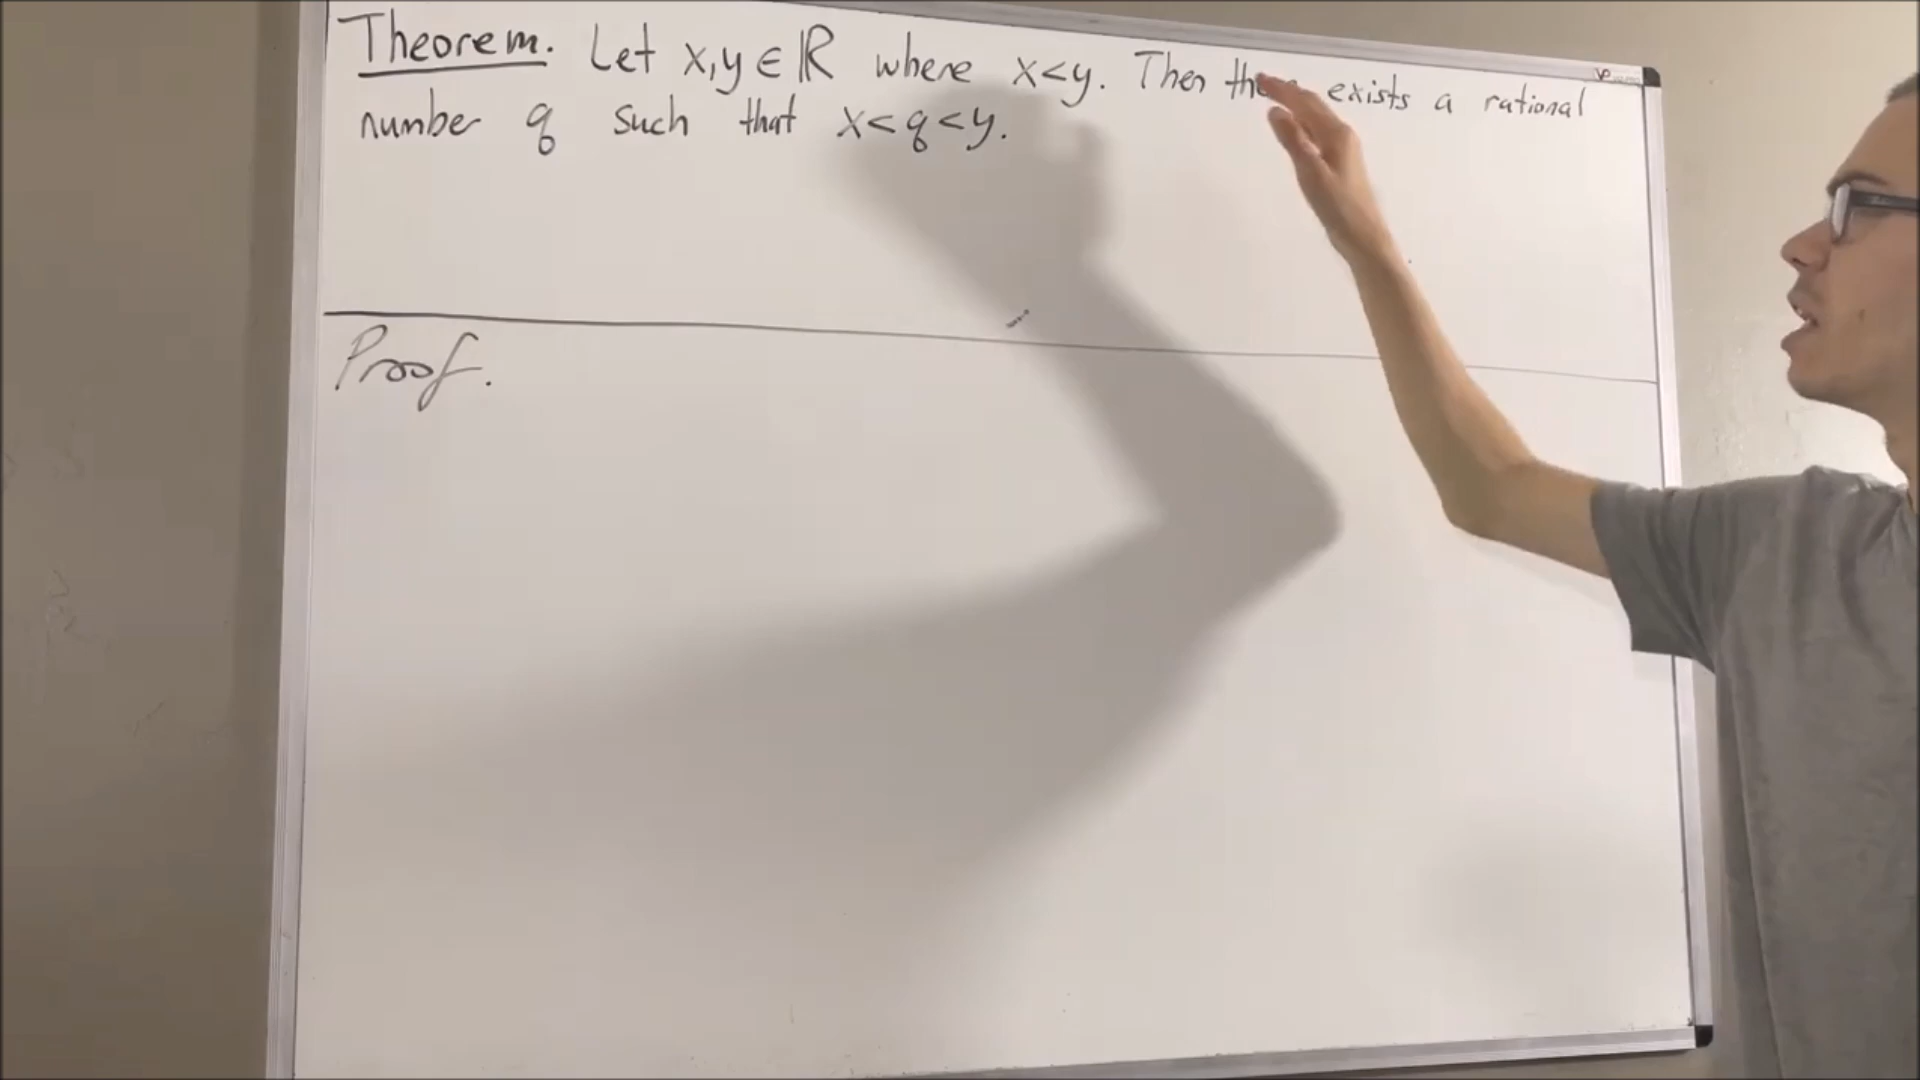 Theorem. Let x,y ∈ ℝ where x<y. Then exists a rational
number q such that x<q<y.
Proof.